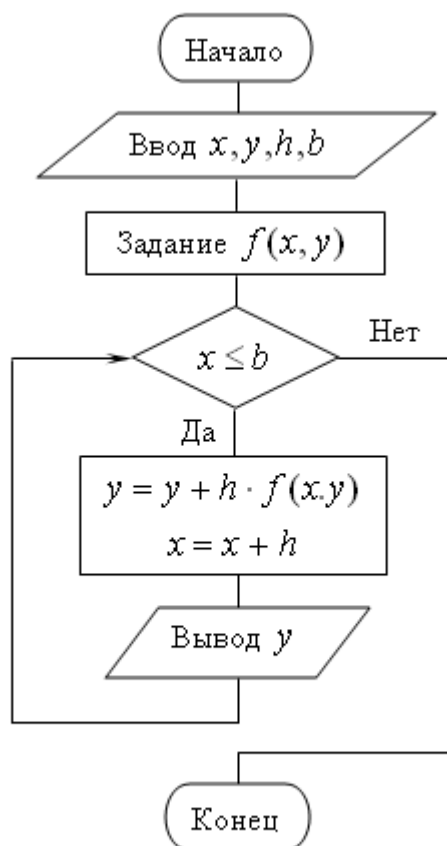 Начало
Ввод x, y, h, b
Задание f(x, y)
x ≤ b
Нет
Да
y = y + h · f(x.y)
x = x + h
Вывод y
Конец